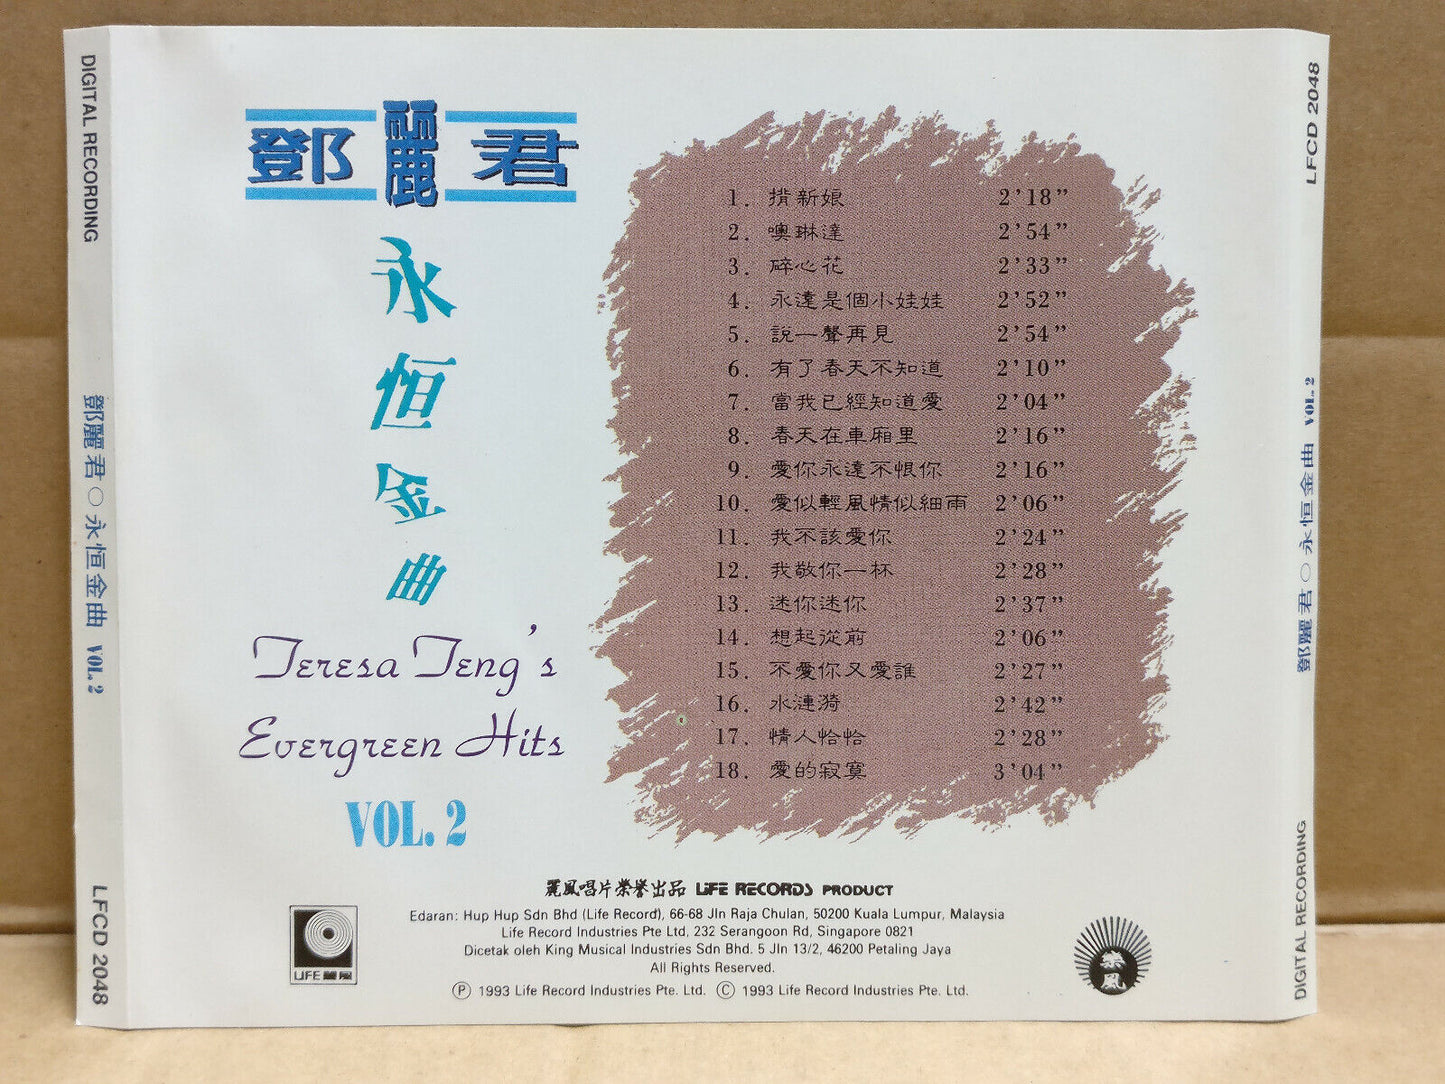 DIGITAL RECORDING
鄧麗君○永恒金曲 VOL.2
LFCD 2048
鄧麗君
永恒金曲
Teresa Teng's
Evergreen Hits
VOL.2
1. 揹新娘 2'18"
2. 噢琳達 2'54"
3. 碎心花 2'33"
4. 永遠是個小娃娃 2'52"
5. 說一聲再見 2'54"
6. 有了春天不知道 2'10"
7. 當我已經知道愛 2'04"
8. 春天在車廂里 2'16"
9. 愛你永遠不恨你 2'16"
10. 愛似輕風情似細雨 2'06"
11. 我不該愛你 2'24"
12. 我敬你一杯 2'28"
13. 迷你迷你 2'37"
14. 想起從前 2'06"
15. 不愛你又愛誰 2'27"
16. 水漣漪 2'42"
17. 情人恰恰 2'28"
18. 愛的寂寞 3'04"
麗風唱片榮譽出品 LIFE RECORDS PRODUCT
Edaran: Hup Hup Sdn Bhd (Life Record), 66-68 Jln Raja Chulan, 50200 Kuala Lumpur, Malaysia
Life Record Industries Pte Ltd, 232 Serangoon Rd, Singapore 0821
Dicetak oleh King Musical Industries Sdn Bhd. 5 Jln 13/2, 46200 Petaling Jaya
All Rights Reserved.
Ⓟ 1993 Life Record Industries Pte. Ltd. Ⓒ 1993 Life Record Industries Pte. Ltd.
LIFE 麗風
LFCD 2048
鄧麗君○永恒金曲 VOL.2
DIGITAL RECORDING